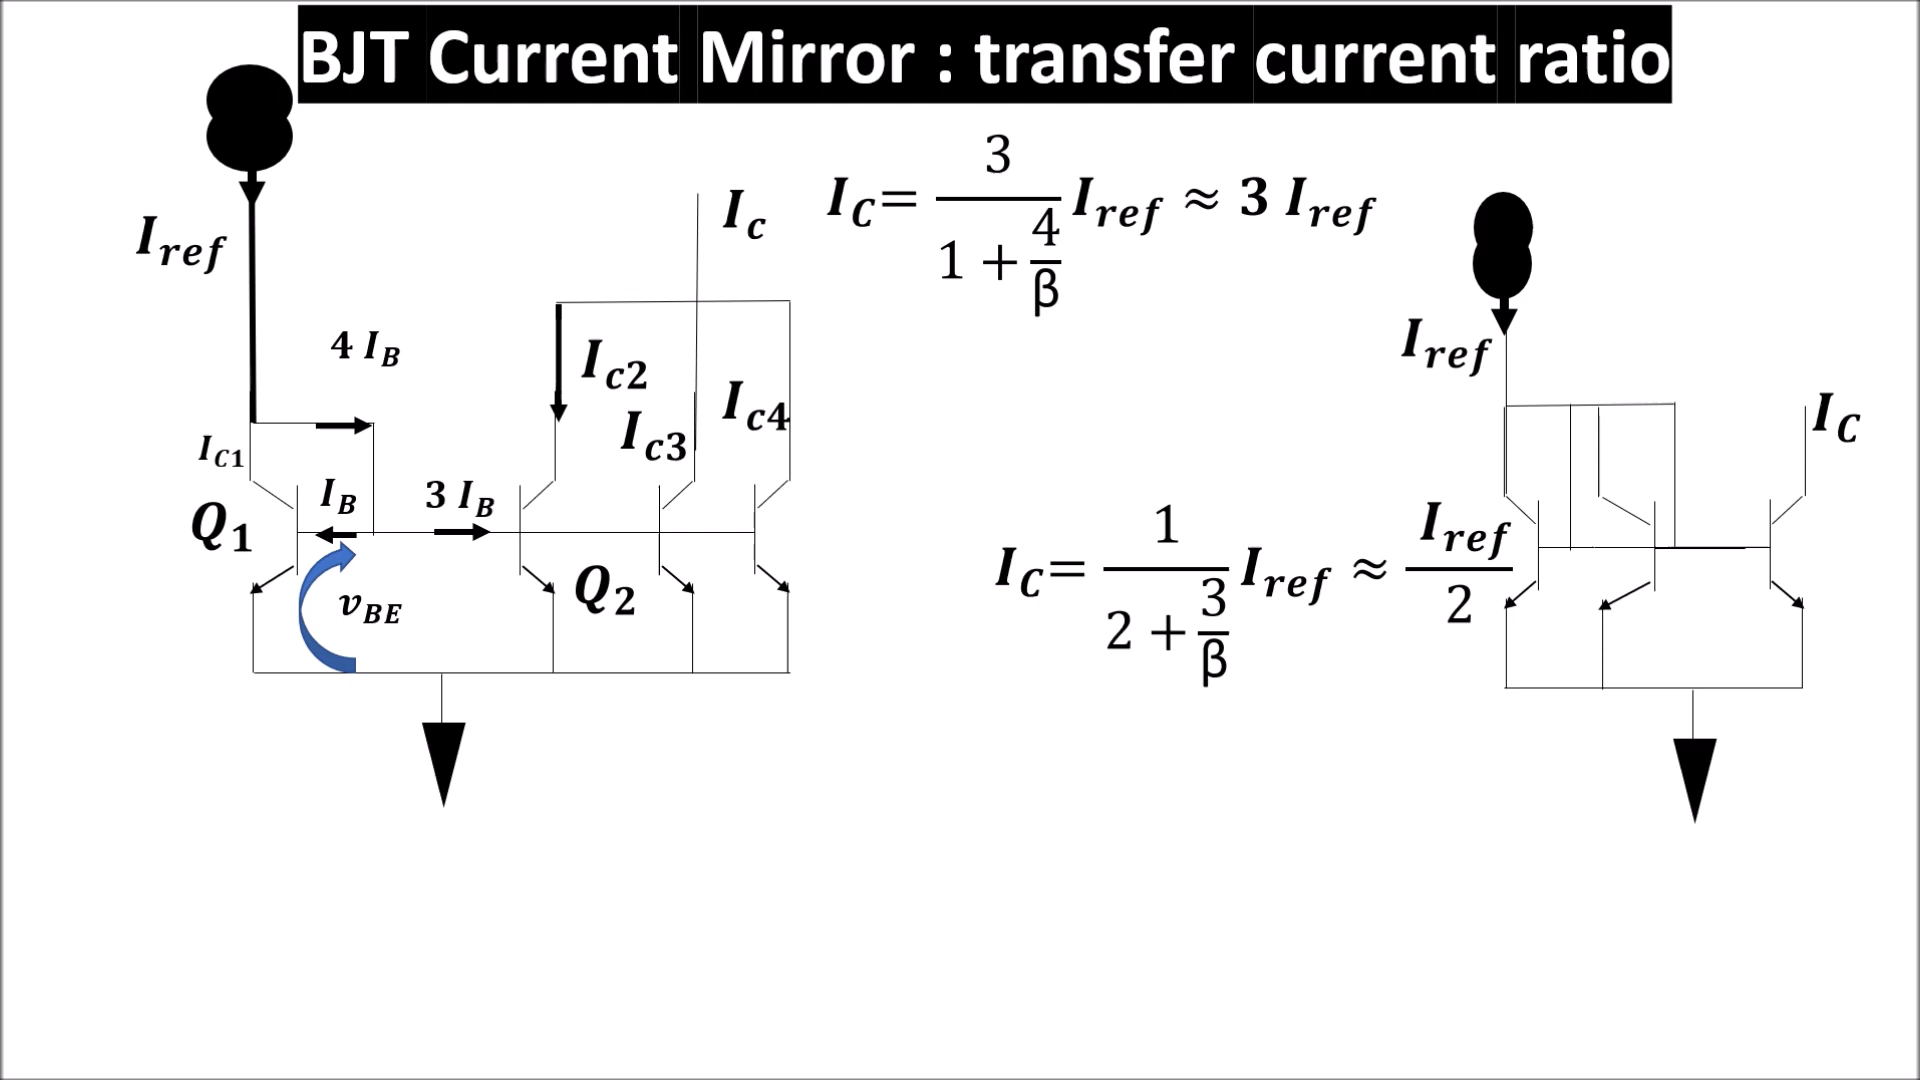 BJT Current Mirror : transfer current ratio
I_ref
I_c
I_C = 3 / (1 + 4/β) I_ref ≈ 3 I_ref
4 I_B
I_c2
I_c3
I_c4
I_C1
I_B
3 I_B
Q_1
Q_2
v_BE
I_ref
I_C
I_C = 1 / (2 + 3/β) I_ref ≈ I_ref / 2